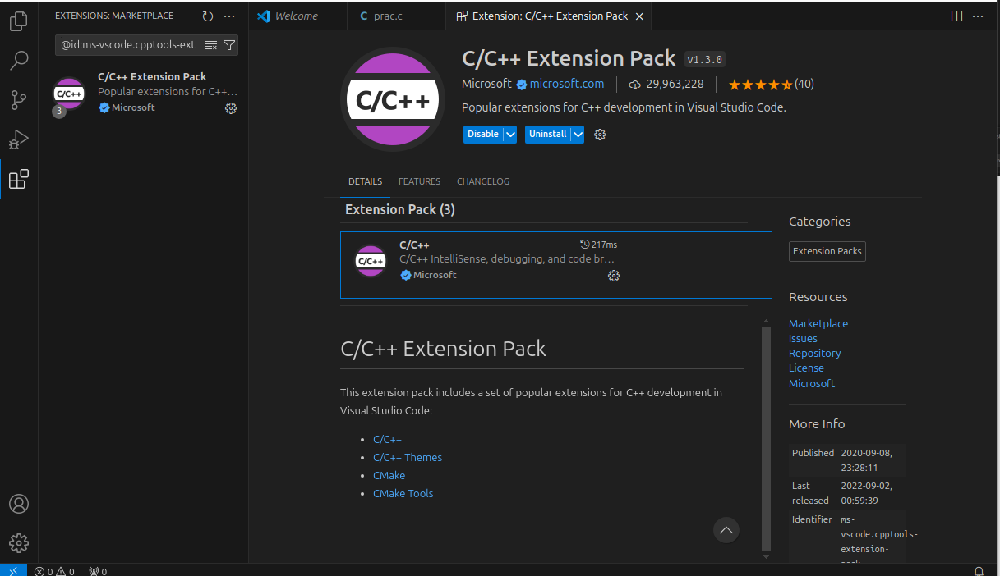 EXTENSIONS: MARKETPLACE
Welcome
C prac.c
Extension: C/C++ Extension Pack
@id:ms-vscode.cpptools-exte
C/C++
3
C/C++ Extension Pack
Popular extensions for C++...
Microsoft
C/C++
C/C++ Extension Pack v1.3.0
Microsoft microsoft.com 29,963,228 (40)
Popular extensions for C++ development in Visual Studio Code.
Disable Uninstall
DETAILS FEATURES CHANGELOG
Extension Pack (3)
C/C++
C/C++ 217ms
C/C++ IntelliSense, debugging, and code br...
Microsoft
C/C++ Extension Pack
This extension pack includes a set of popular extensions for C++ development in
Visual Studio Code:
• C/C++
• C/C++ Themes
• CMake
• CMake Tools
Categories
Extension Packs
Resources
Marketplace
Issues
Repository
License
Microsoft
More Info
Published 2020-09-08,
23:28:11
Last 2022-09-02,
released 00:59:39
Identifier ms-
vscode.cpptools-
extension-
0 0 0